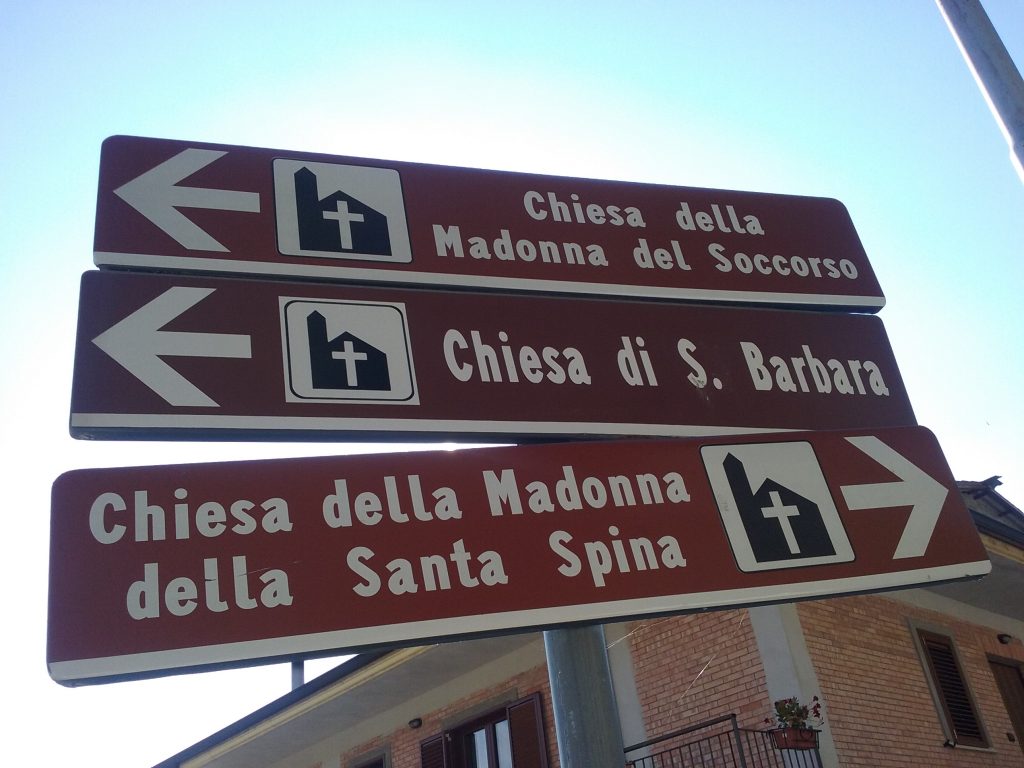 Chiesa della
Madonna del Soccorso
Chiesa di S. Barbara
Chiesa della Madonna
della Santa Spina